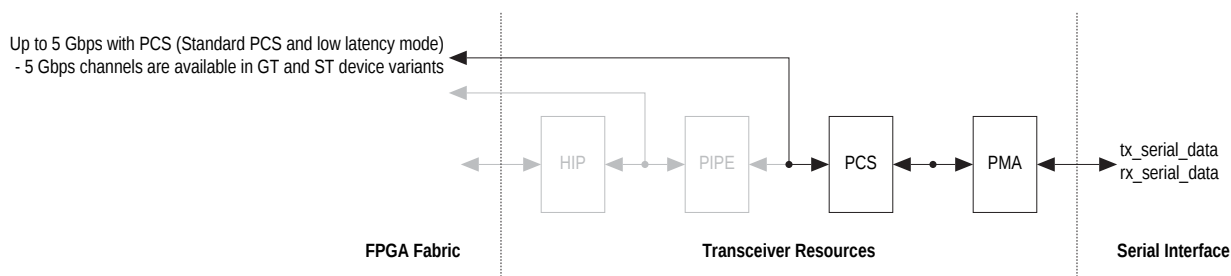 Up to 5 Gbps with PCS (Standard PCS and low latency mode)
- 5 Gbps channels are available in GT and ST device variants
HIP
PIPE
PCS
PMA
tx_serial_data
rx_serial_data
FPGA Fabric
Transceiver Resources
Serial Interface